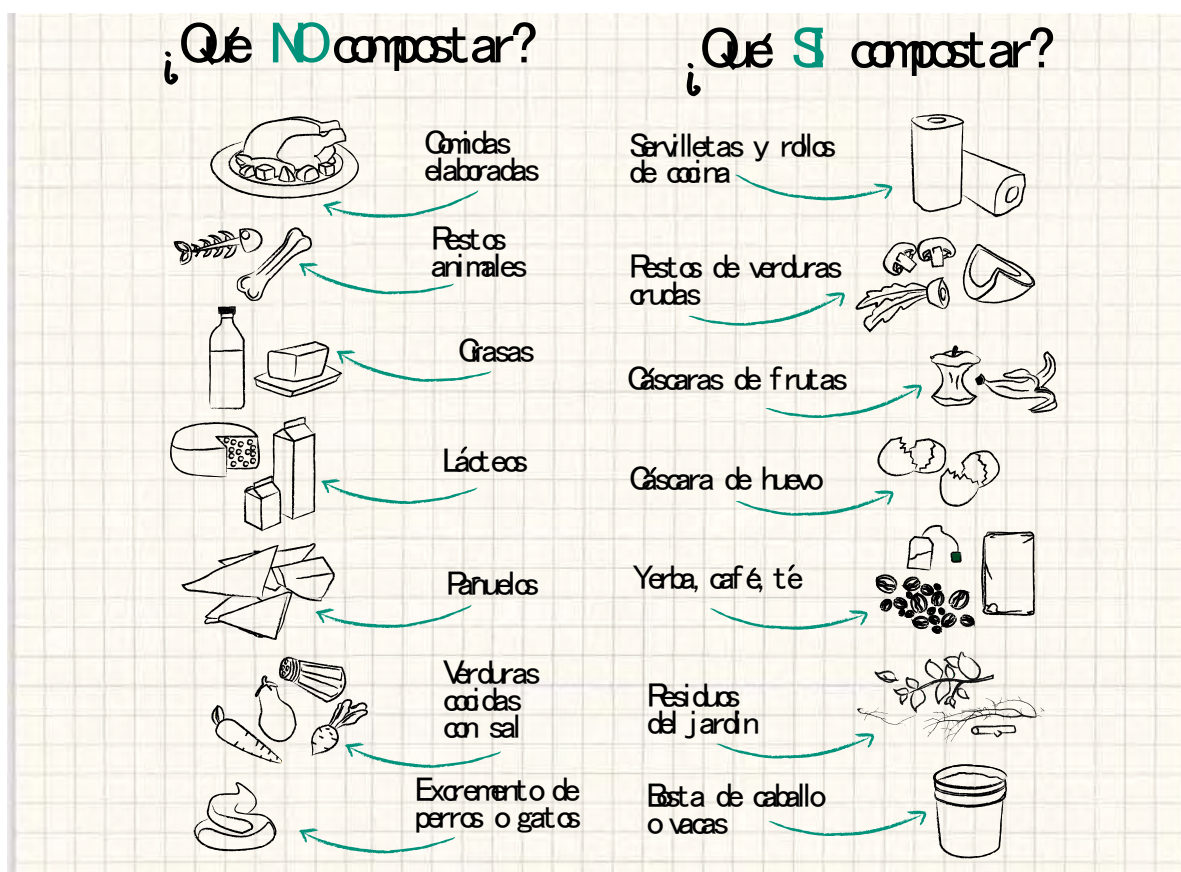 ¿Qué NO compostar?
Comidas
elaboradas
Restos
animales
Grasas
Lácteos
Pañuelos
Verduras
cocidas
con sal
Excremento de
perros o gatos
¿Qué SÍ compostar?
Servilletas y rollos
de cocina
Restos de verduras
crudas
Cáscaras de frutas
Cáscara de huevo
Yerba, café, té
Residuos
del jardín
Bosta de caballo
o vacas